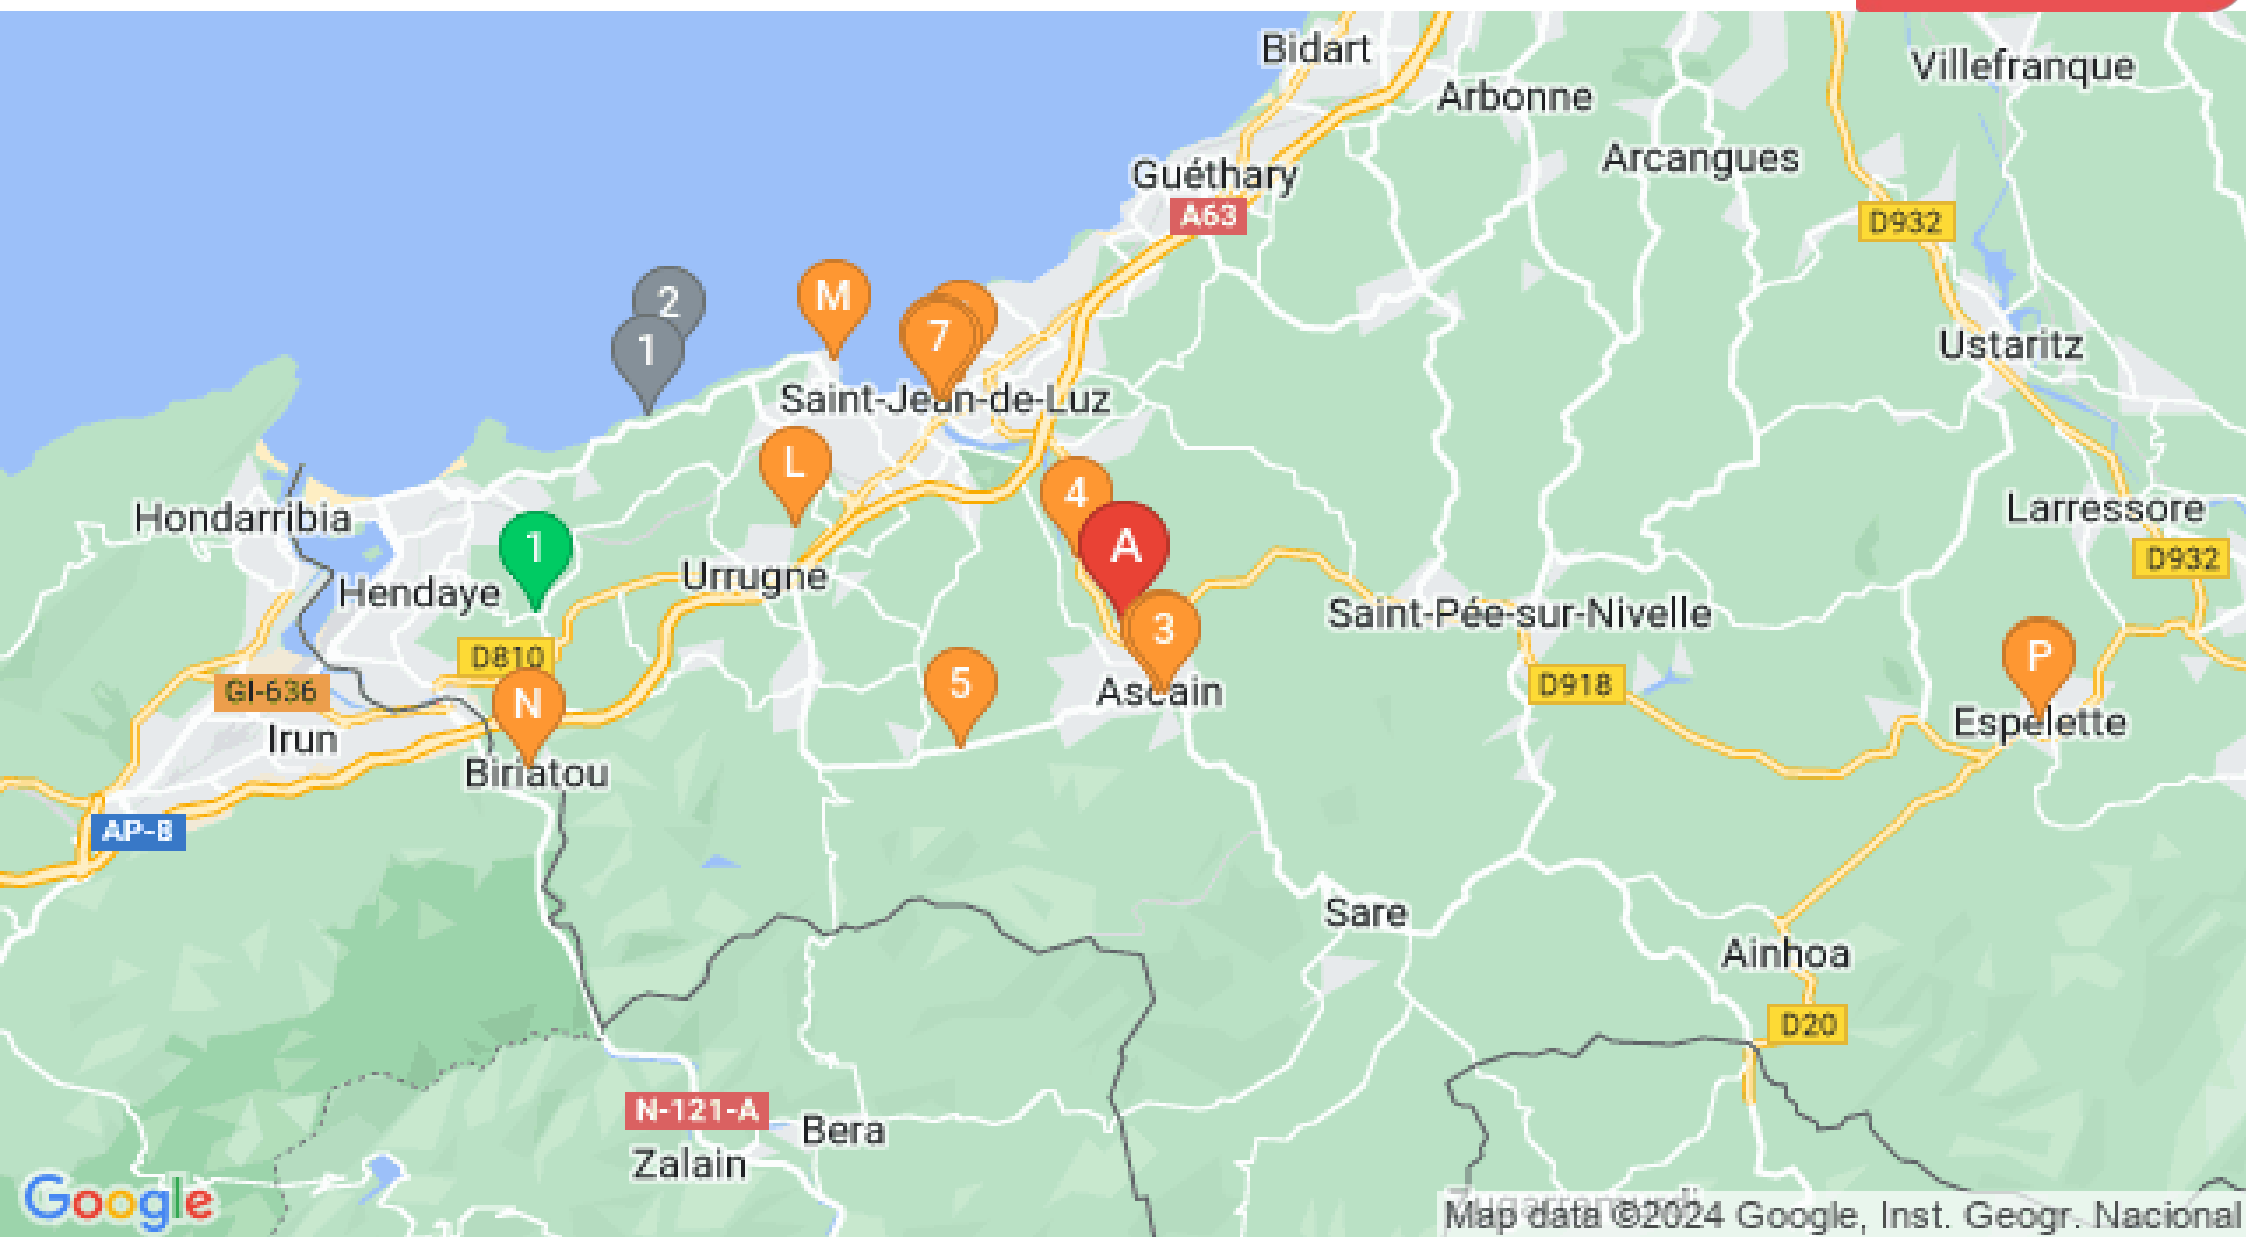 Bidart
Villefranque
Arbonne
Arcangues
Guéthary
A63
D932
2
M
1
7
Ustaritz
Saint-Jean-de-Luz
L
4
Hondarribia
Larressore
1
A
D932
Urrugne
Hendaye
Saint-Pée-sur-Nivelle
3
D810
P
5
D918
GI-636
Ascain
N
Espelette
Irun
Biriatou
AP-8
Sare
Ainhoa
D20
N-121-A
Bera
Zalain
Google
Zugarramurdi
Map data ©2024 Google, Inst. Geogr. Nacional